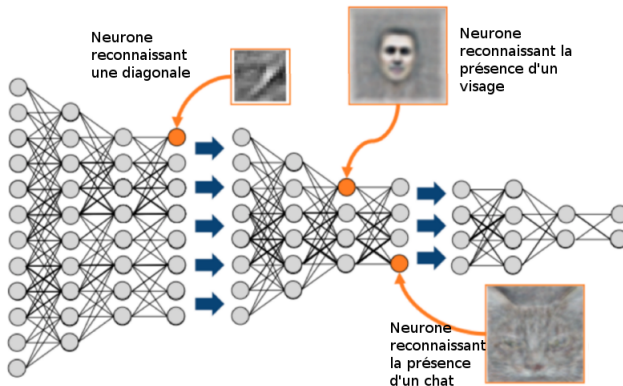 Neurone
reconnaissant
une diagonale
Neurone
reconnaissant la
présence d'un
visage
Neurone
reconnaissant
la présence
d'un chat